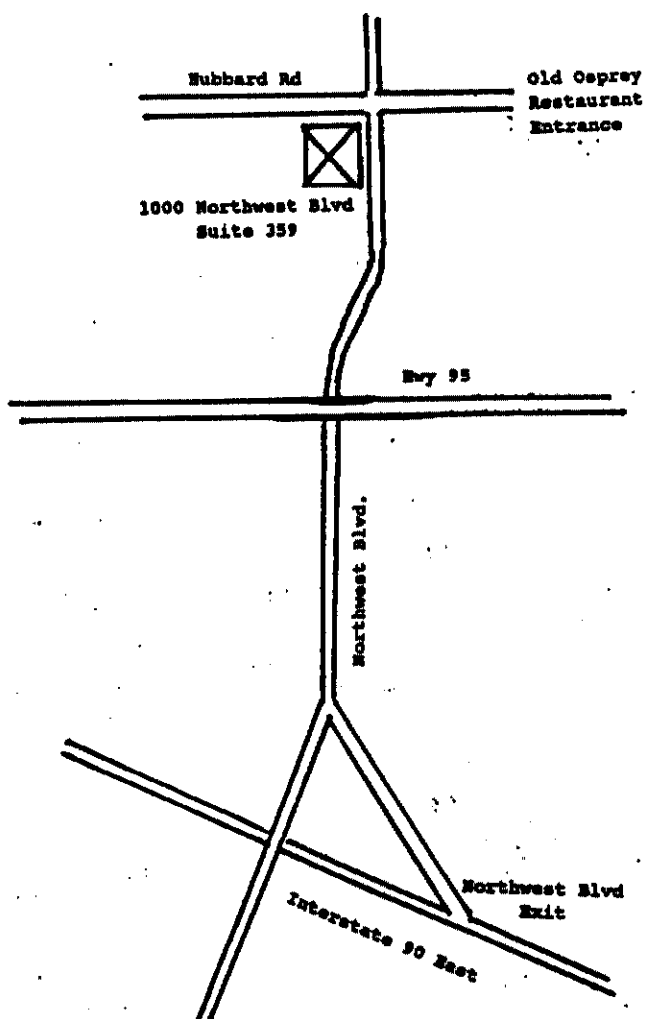 Hubbard Rd
Old Osprey
Restaurant
Entrance
1000 Northwest Blvd
Suite J59
Hwy 95
Northwest Blvd.
Northwest Blvd
Exit
Interstate 90 East